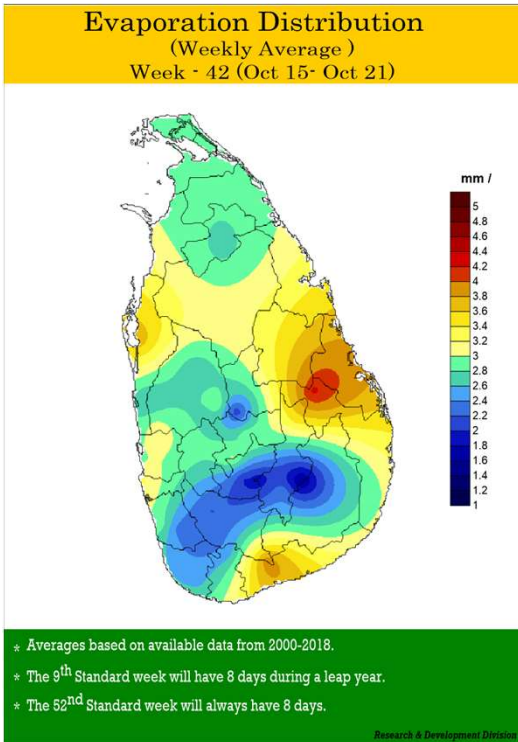 Evaporation Distribution
(Weekly Average )
Week - 42 (Oct 15- Oct 21)
mm /
5
4.8
4.6
4.4
4.2
4
3.8
3.6
3.4
3.2
3
2.8
2.6
2.4
2.2
2
1.8
1.6
1.4
1.2
1
* Averages based on available data from 2000-2018.
* The 9th Standard week will have 8 days during a leap year.
* The 52nd Standard week will always have 8 days.
Research & Development Division